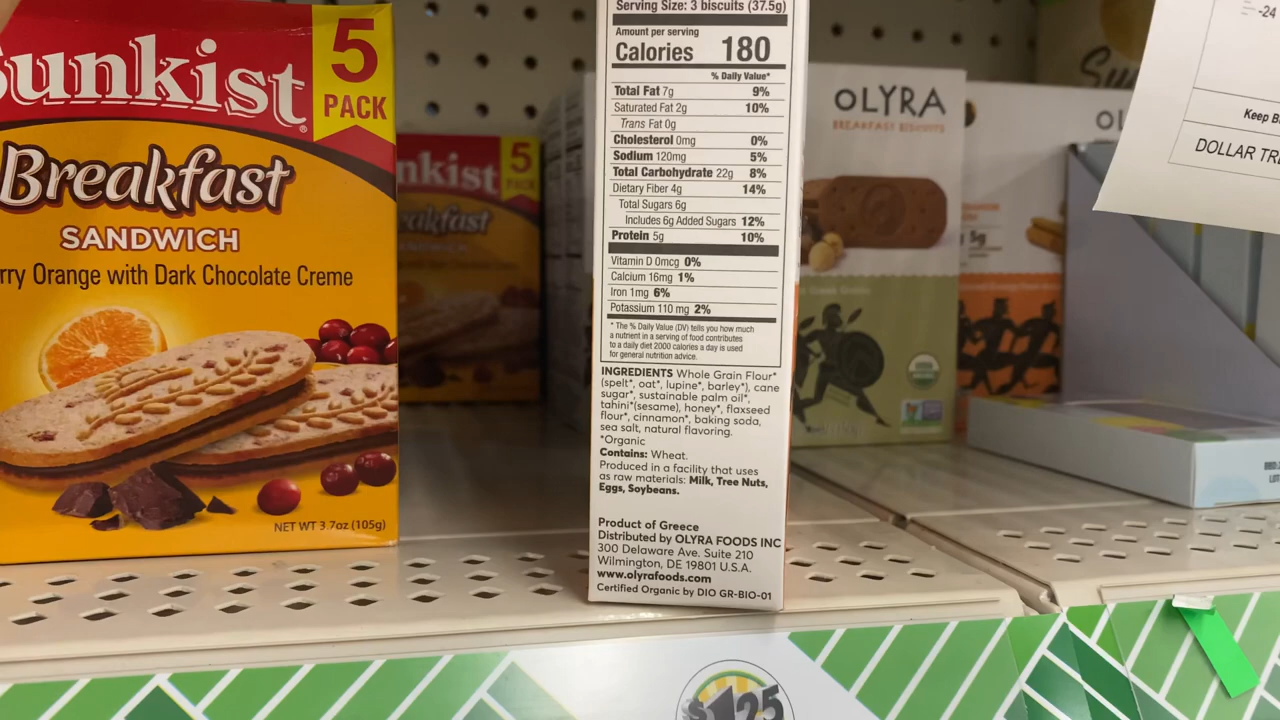 Sunkist®
5
PACK
Breakfast
SANDWICH
rry Orange with Dark Chocolate Creme
NET WT 3.7oz (105g)
nkist
5
PACK
eakfast
SANDWICH
Serving Size: 3 biscuits (37.5g)
Amount per serving
Calories 180
% Daily Value*
Total Fat 7g 9%
Saturated Fat 2g 10%
Trans Fat 0g
Cholesterol 0mg 0%
Sodium 120mg 5%
Total Carbohydrate 22g 8%
Dietary Fiber 4g 14%
Total Sugars 6g
Includes 6g Added Sugars 12%
Protein 5g 10%
Vitamin D 0mcg 0%
Calcium 16mg 1%
Iron 1mg 6%
Potassium 110 mg 2%
* The % Daily Value (DV) tells you how much
a nutrient in a serving of food contributes
to a daily diet 2000 calories a day is used
for general nutrition advice.
INGREDIENTS Whole Grain Flour*
(spelt*, oat*, lupine*, barley*), cane
sugar*, sustainable palm oil*,
tahini*(sesame), honey*, flaxseed
flour*, cinnamon*, baking soda,
sea salt, natural flavoring.
*Organic
Contains: Wheat.
Produced in a facility that uses
as raw materials: Milk, Tree Nuts,
Eggs, Soybeans.
Product of Greece
Distributed by OLYRA FOODS INC
300 Delaware Ave. Suite 210
Wilmington, DE 19801 U.S.A.
www.olyrafoods.com
Certified Organic by DIO GR-BIO-01
OLYRA
BREAKFAST BISCUITS
OL
5g
Su
-24
Keep B
DOLLAR TR
$1.25